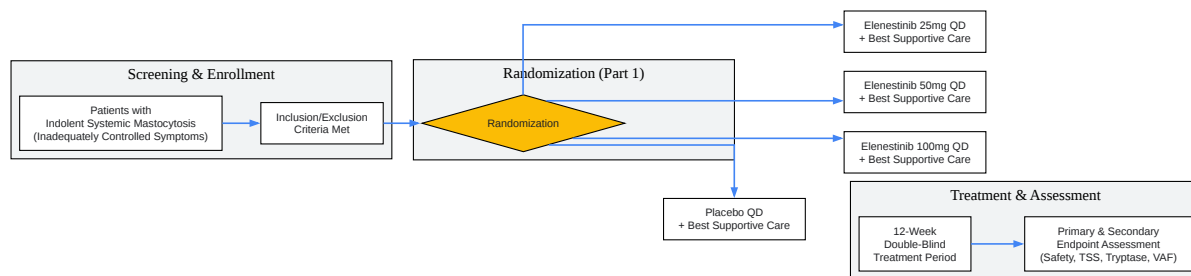 Screening & Enrollment
Patients with
Indolent Systemic Mastocytosis
(Inadequately Controlled Symptoms)
Inclusion/Exclusion
Criteria Met
Randomization (Part 1)
Randomization
Elenestinib 25mg QD
+ Best Supportive Care
Elenestinib 50mg QD
+ Best Supportive Care
Elenestinib 100mg QD
+ Best Supportive Care
Placebo QD
+ Best Supportive Care
Treatment & Assessment
12-Week
Double-Blind
Treatment Period
Primary & Secondary
Endpoint Assessment
(Safety, TSS, Tryptase, VAF)